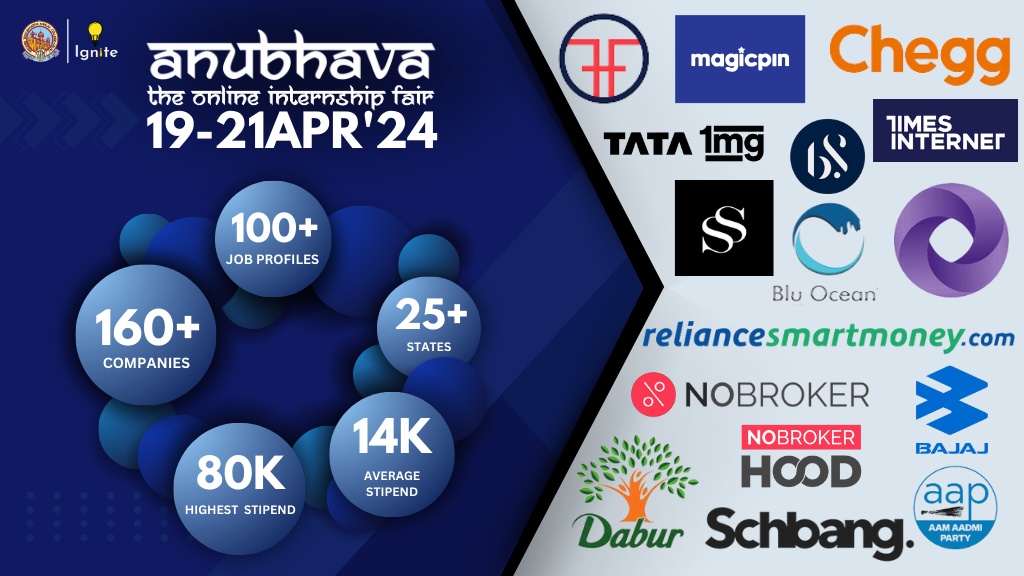 Ignite
anubhava
the online internship fair
19-21APR'24
100+
JOB PROFILES
160+
COMPANIES
25+
STATES
14K
AVERAGE
STIPEND
80K
HIGHEST STIPEND
magicpin
Chegg
TATA 1mg
TIMES
INTERNET
Blu Ocean
reliancesmartmoney.com
NOBROKER
BAJAJ
NOBROKER
HOOD
Dabur
Schbang.
aap
AAM AADMI
PARTY